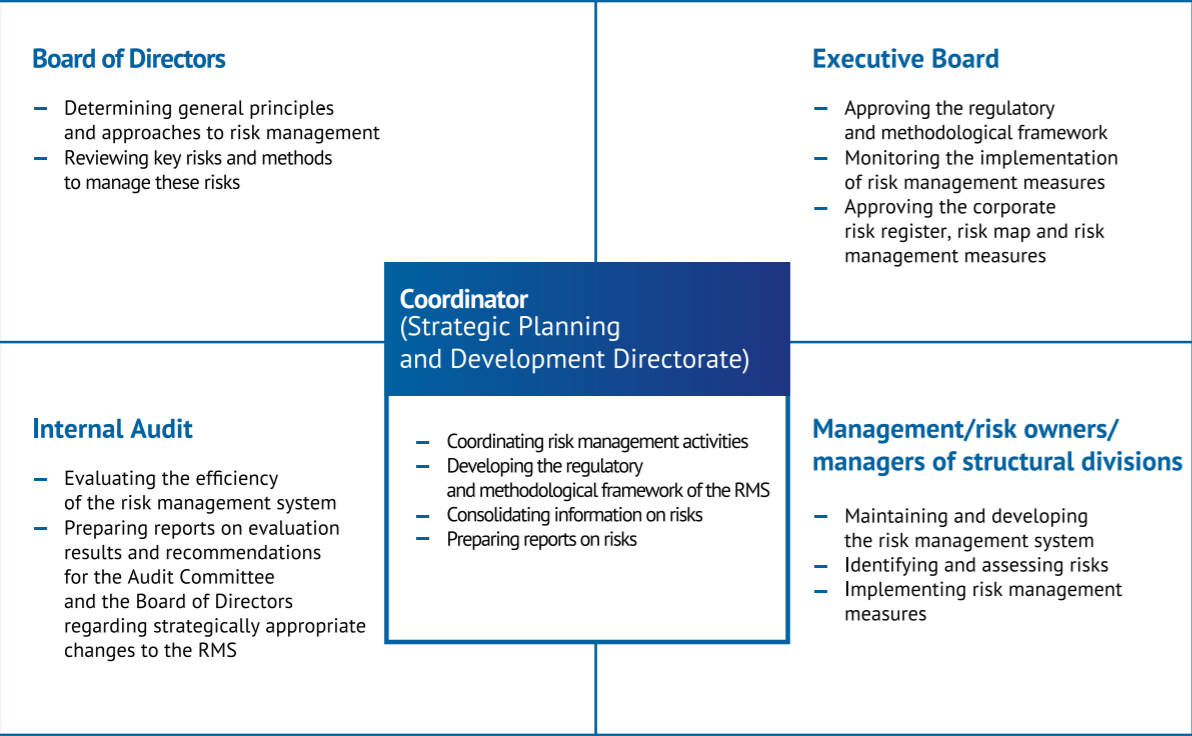 Board of Directors
— Determining general principles
and approaches to risk management
— Reviewing key risks and methods
to manage these risks
Executive Board
— Approving the regulatory
and methodological framework
— Monitoring the implementation
of risk management measures
— Approving the corporate
risk register, risk map and risk
management measures
Coordinator
(Strategic Planning
and Development Directorate)
— Coordinating risk management activities
— Developing the regulatory
and methodological framework of the RMS
— Consolidating information on risks
— Preparing reports on risks
Internal Audit
— Evaluating the efficiency
of the risk management system
— Preparing reports on evaluation
results and recommendations
for the Audit Committee
and the Board of Directors
regarding strategically appropriate
changes to the RMS
Management/risk owners/
managers of structural divisions
— Maintaining and developing
the risk management system
— Identifying and assessing risks
— Implementing risk management
measures